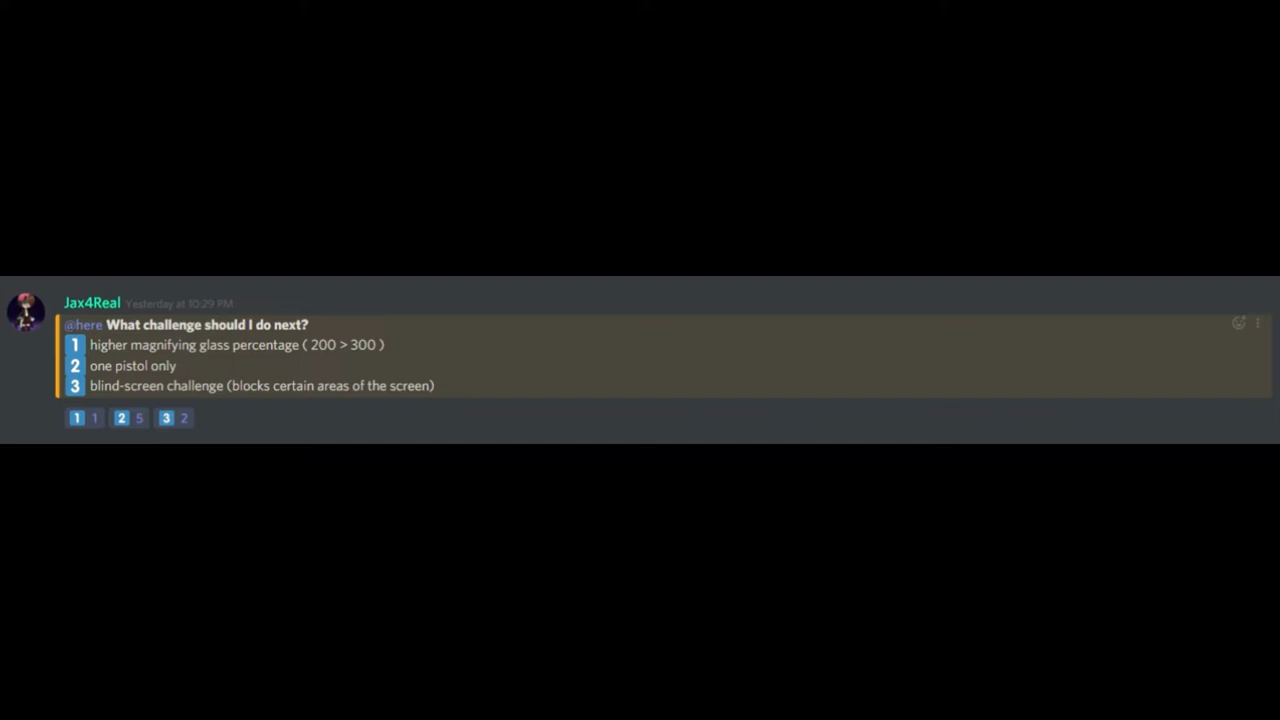 Jax4Real Yesterday at 10:29 PM
@here What challenge should I do next?
1 higher magnifying glass percentage ( 200 > 300 )
2 one pistol only
3 blind-screen challenge (blocks certain areas of the screen)
1 1 2 5 3 2